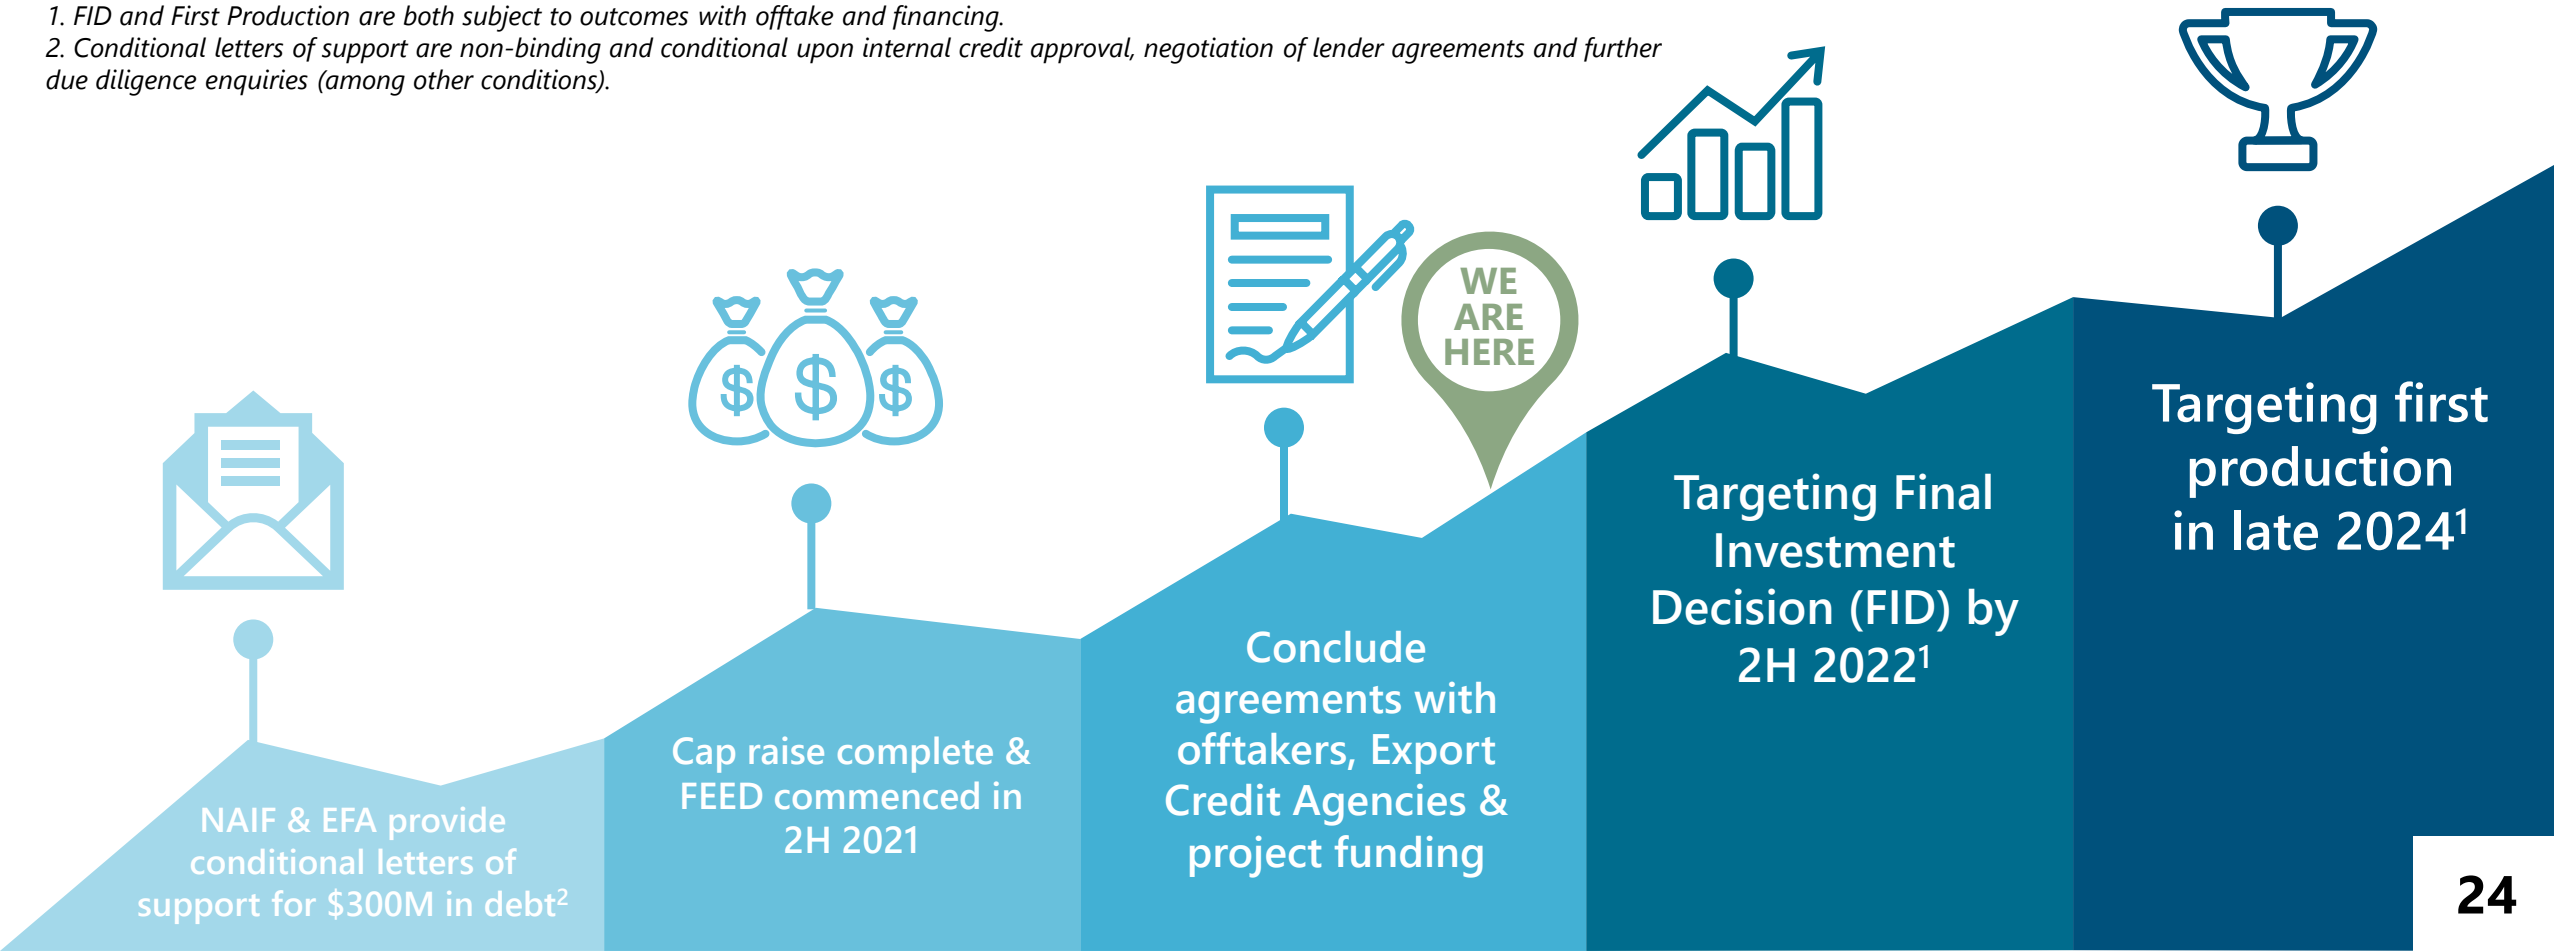 1. FID and First Production are both subject to outcomes with offtake and financing.
2. Conditional letters of support are non-binding and conditional upon internal credit approval, negotiation of lender agreements and further
due diligence enquiries (among other conditions).
NAIF & EFA provide
conditional letters of
support for $300M in debt²
$ $ $
Cap raise complete &
FEED commenced in
2H 2021
Conclude
agreements with
offtakers, Export
Credit Agencies &
project funding
WE
ARE
HERE
Targeting Final
Investment
Decision (FID) by
2H 2022¹
Targeting first
production
in late 2024¹
24